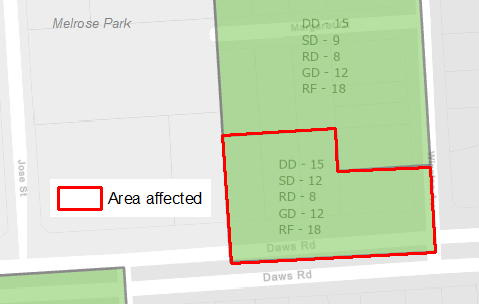 Melrose Park
DD - 15
SD - 9
RD - 8
GD - 12
RF - 18
Jose St
DD - 15
SD - 12
RD - 8
GD - 12
RF - 18
Area affected
Daws Rd
Daws Rd